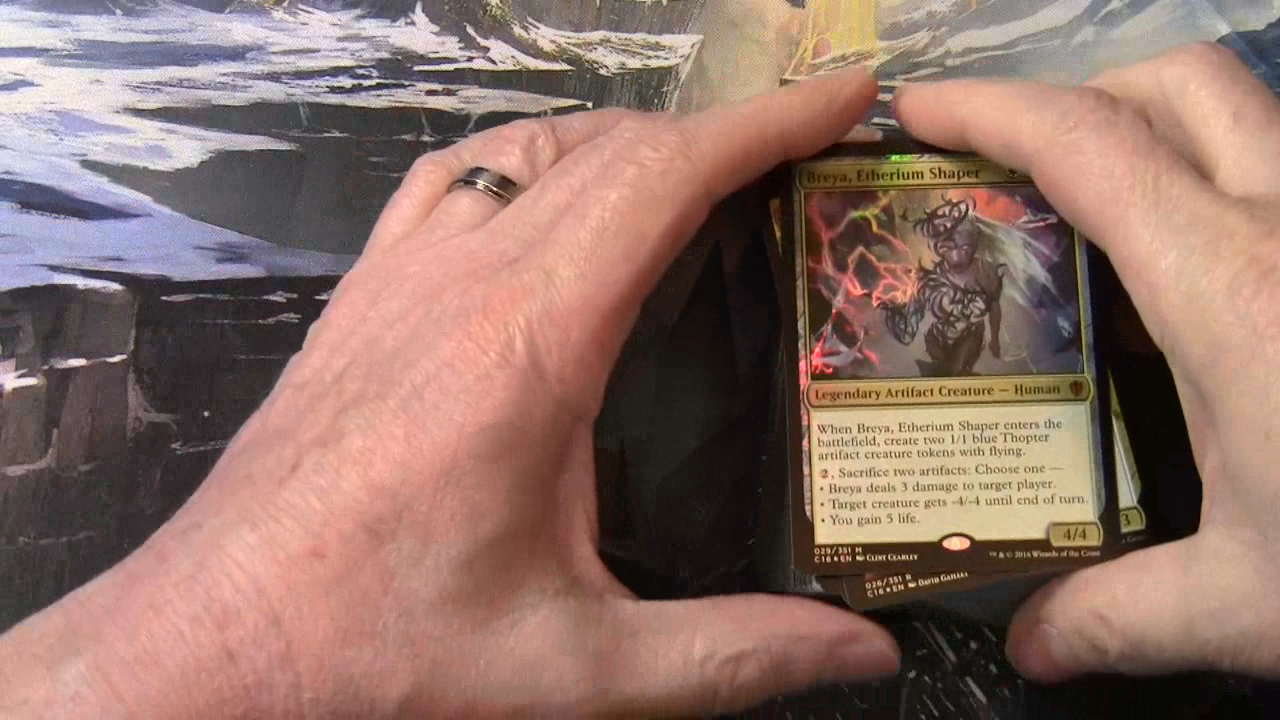 Breya, Etherium Shaper
Legendary Artifact Creature — Human
When Breya, Etherium Shaper enters the
battlefield, create two 1/1 blue Thopter
artifact creature tokens with flying.
2, Sacrifice two artifacts: Choose one —
• Breya deals 3 damage to target player.
• Target creature gets -4/-4 until end of turn.
• You gain 5 life.
4/4
029/351 M
C16 ★ EN Clint Cearley
™ & © 2016 Wizards of the Coast
3
026/351 R
C16 ★ EN David Gaillet